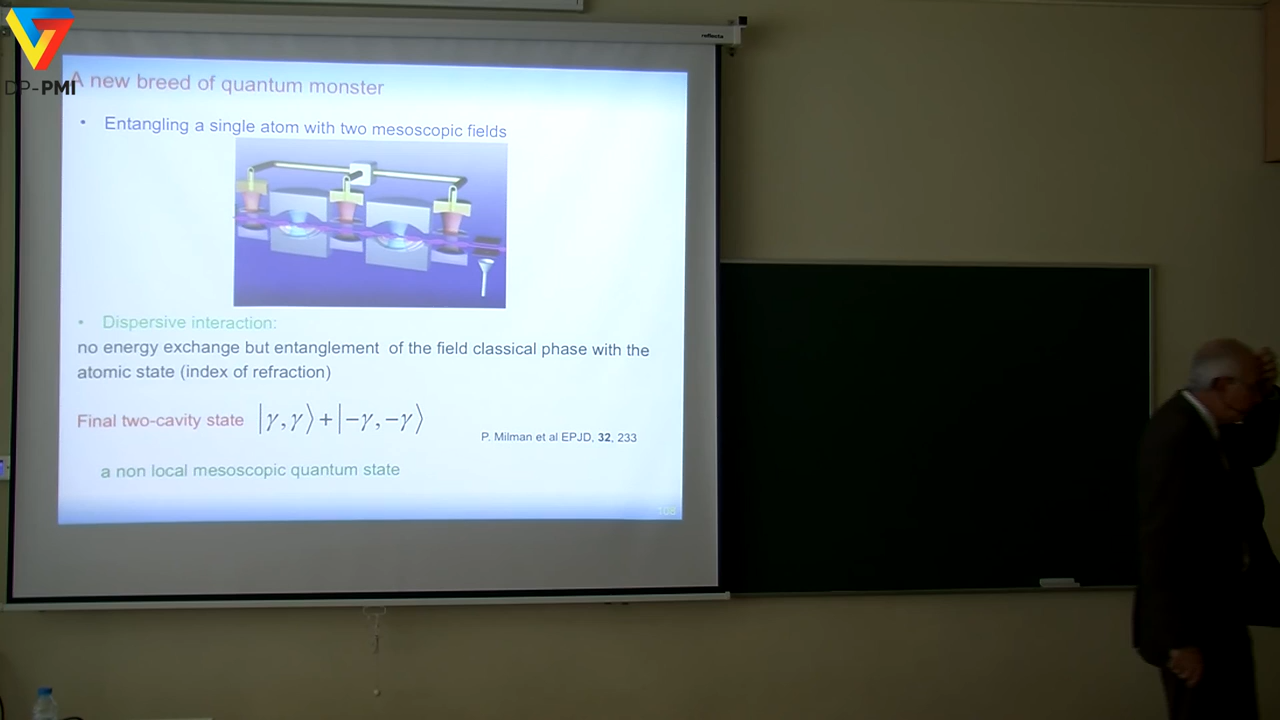 reflecta
DP-PMI
A new breed of quantum monster
• Entangling a single atom with two mesoscopic fields
• Dispersive interaction:
no energy exchange but entanglement of the field classical phase with the
atomic state (index of refraction)
Final two-cavity state |γ,γ⟩+|−γ,−γ⟩
P. Milman et al EPJD, 32, 233
a non local mesoscopic quantum state
108